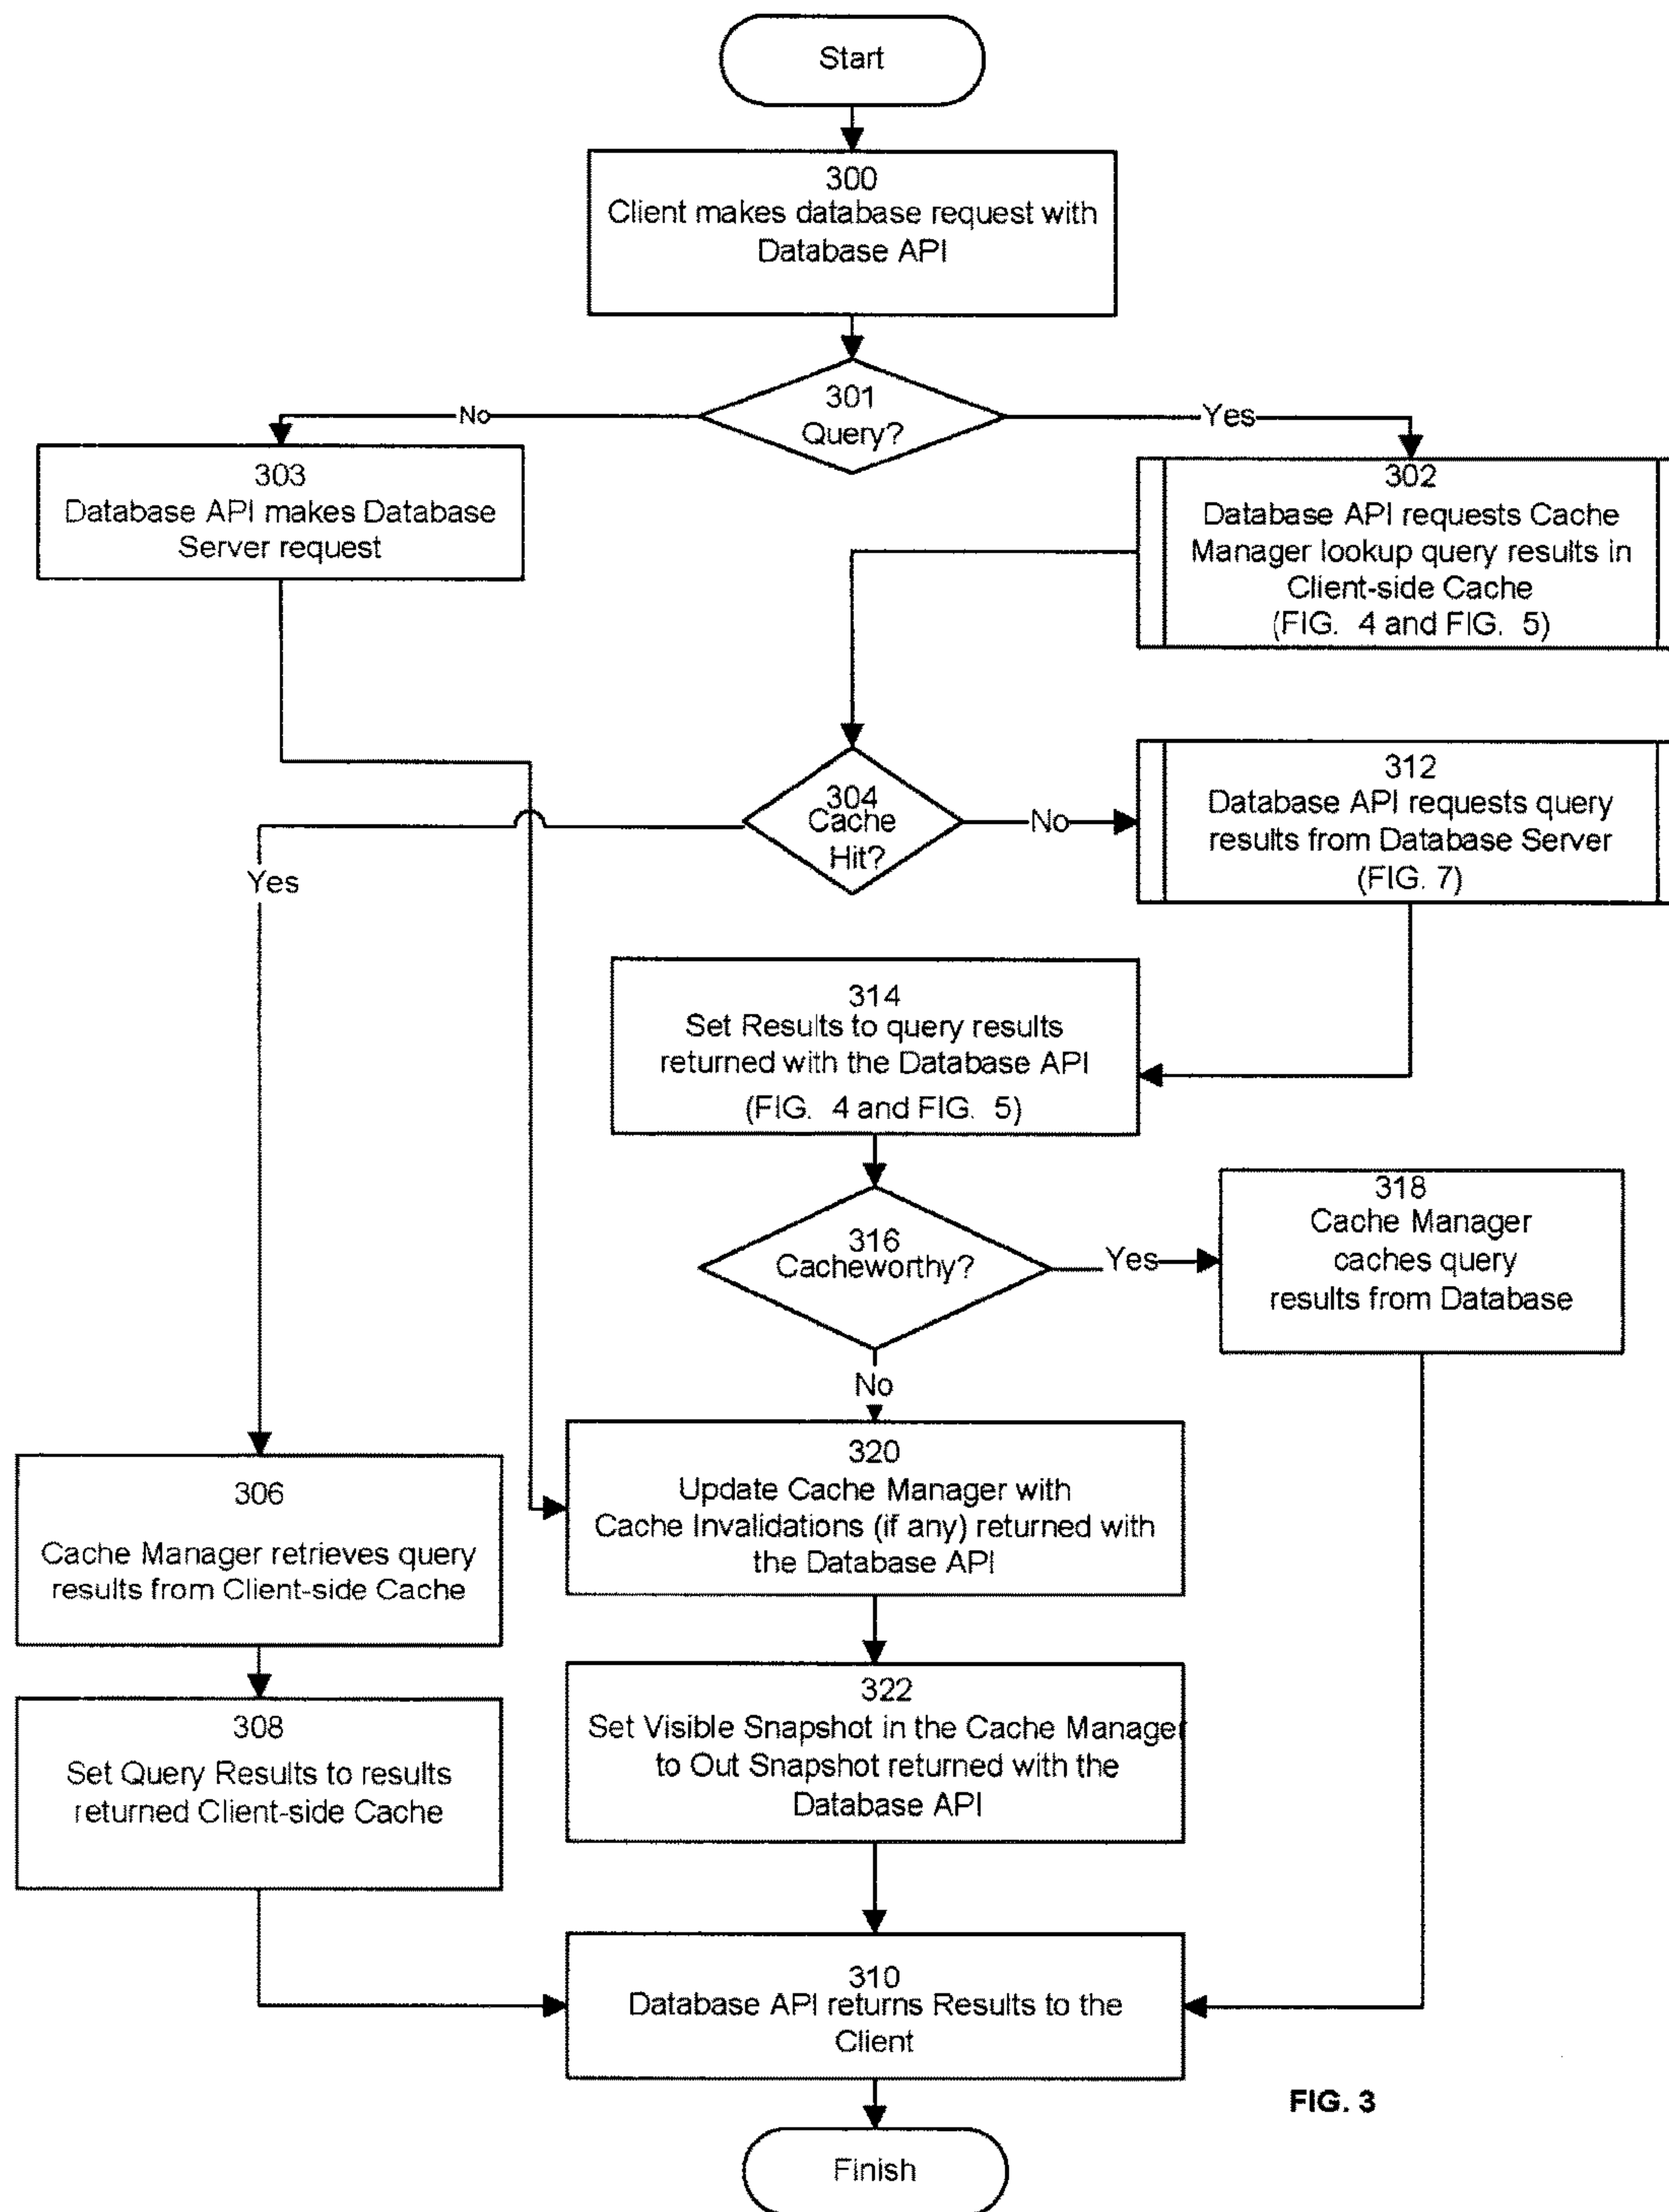 Start
300
Client makes database request with
Database API
301
Query?
No
Yes
303
Database API makes Database
Server request
302
Database API requests Cache
Manager lookup query results in
Client-side Cache
(FIG. 4 and FIG. 5)
304
Cache
Hit?
No
Yes
312
Database API requests query
results from Database Server
(FIG. 7)
314
Set Results to query results
returned with the Database API
(FIG. 4 and FIG. 5)
316
Cacheworthy?
Yes
No
318
Cache Manager
caches query
results from Database
320
Update Cache Manager with
Cache Invalidations (if any) returned with
the Database API
306
Cache Manager retrieves query
results from Client-side Cache
322
Set Visible Snapshot in the Cache Manager
to Out Snapshot returned with the
Database API
308
Set Query Results to results
returned Client-side Cache
310
Database API returns Results to the
Client
FIG. 3
Finish